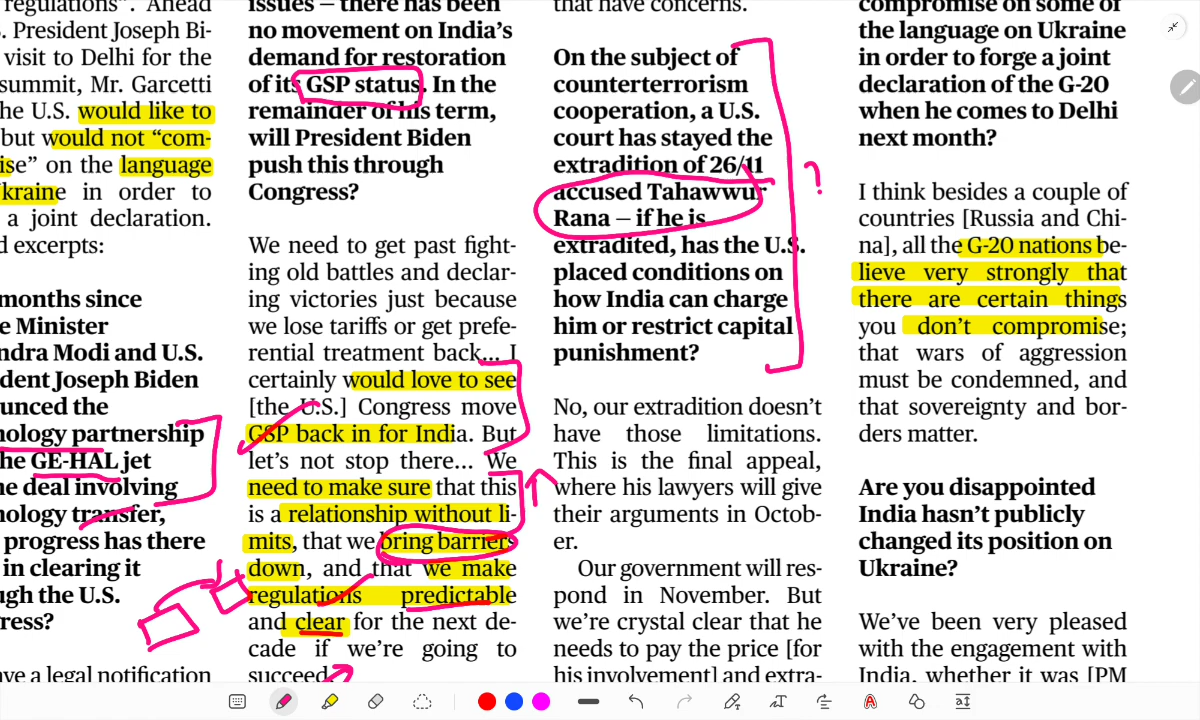 regulations”. Ahead
. President Joseph Bi-
visit to Delhi for the
summit, Mr. Garcetti
he U.S. would like to
but would not “com-
ise” on the language
kraine in order to
a joint declaration.
d excerpts:
months since
e Minister
ndra Modi and U.S.
dent Joseph Biden
ounced the
nology partnership
he GE-HAL jet
ne deal involving
nology transfer,
progress has there
in clearing it
ugh the U.S.
ress?
ave a legal notification
issues – there has been
no movement on India’s
demand for restoration
of its GSP status. In the
remainder of his term,
will President Biden
push this through
Congress?
We need to get past fight-
ing old battles and declar-
ing victories just because
we lose tariffs or get prefe-
rential treatment back... I
certainly would love to see
[the U.S.] Congress move
GSP back in for India. But
let’s not stop there... We
need to make sure that this
is a relationship without li-
mits, that we bring barriers
down, and that we make
regulations predictable
and clear for the next de-
cade if we’re going to
succeed.
that have concerns.
On the subject of
counterterrorism
cooperation, a U.S.
court has stayed the
extradition of 26/11
accused Tahawwur
Rana – if he is
extradited, has the U.S.
placed conditions on
how India can charge
him or restrict capital
punishment?
?
No, our extradition doesn’t
have those limitations.
This is the final appeal,
where his lawyers will give
their arguments in Octob-
er.
Our government will res-
pond in November. But
we’re crystal clear that he
needs to pay the price [for
his involvement] and extra-
compromise on some of
the language on Ukraine
in order to forge a joint
declaration of the G-20
when he comes to Delhi
next month?
I think besides a couple of
countries [Russia and Chi-
na], all the G-20 nations be-
lieve very strongly that
there are certain things
you don’t compromise;
that wars of aggression
must be condemned, and
that sovereignty and bor-
ders matter.
Are you disappointed
India hasn’t publicly
changed its position on
Ukraine?
We’ve been very pleased
with the engagement with
India, whether it was [PM